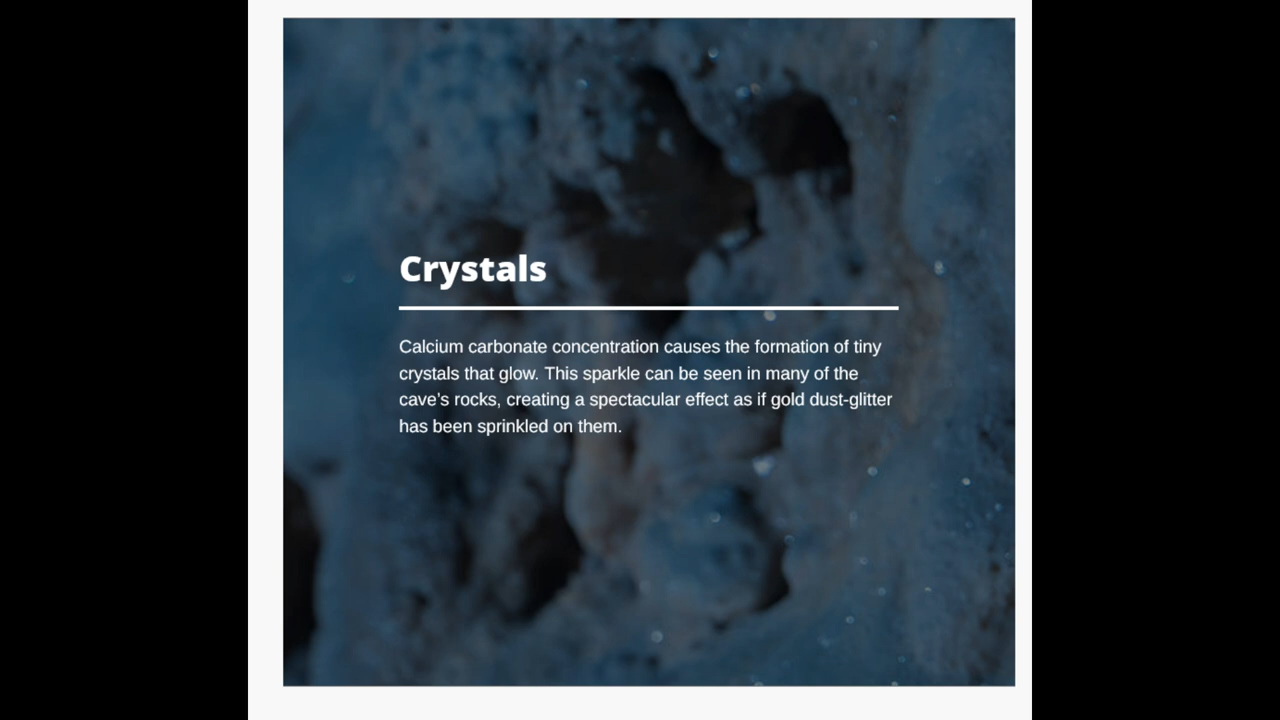 Crystals
Calcium carbonate concentration causes the formation of tiny
crystals that glow. This sparkle can be seen in many of the
cave's rocks, creating a spectacular effect as if gold dust-glitter
has been sprinkled on them.